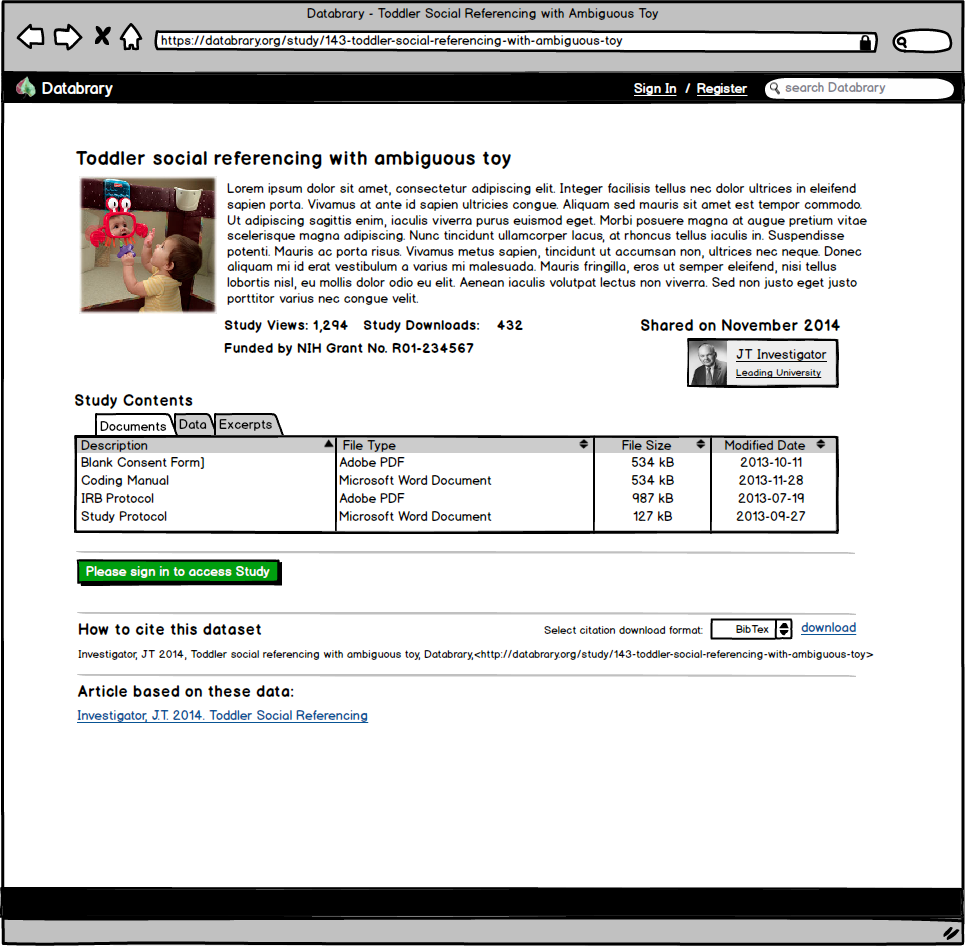 Databrary - Toddler Social Referencing with Ambiguous Toy
https://databrary.org/study/143-toddler-social-referencing-with-ambiguous-toy
Databrary
Sign In / Register
search Databrary
Toddler social referencing with ambiguous toy
Lorem ipsum dolor sit amet, consectetur adipiscing elit. Integer facilisis tellus nec dolor ultrices in eleifend
sapien porta. Vivamus at ante id sapien ultricies congue. Aliquam sed mauris sit amet est tempor commodo.
Ut adipiscing sagittis enim, iaculis viverra purus euismod eget. Morbi posuere magna at augue pretium vitae
scelerisque magna adipiscing. Nunc tincidunt ullamcorper lacus, at rhoncus tellus iaculis in. Suspendisse
potenti. Mauris ac porta risus. Vivamus metus sapien, tincidunt ut accumsan non, ultrices nec neque. Donec
aliquam mi id erat vestibulum a varius mi malesuada. Mauris fringilla, eros ut semper eleifend, nisi tellus
lobortis nisl, eu mollis dolor odio eu elit. Aenean iaculis volutpat lectus non viverra. Sed non justo eget justo
porttitor varius nec congue velit.
Study Views: 1,294 Study Downloads: 432
Shared on November 2014
Funded by NIH Grant No. R01-234567
JT Investigator
Leading University
Study Contents
Documents Data Excerpts
Description File Type File Size Modified Date
Blank Consent Form] Adobe PDF 534 kB 2013-10-11
Coding Manual Microsoft Word Document 534 kB 2013-11-28
IRB Protocol Adobe PDF 987 kB 2013-07-19
Study Protocol Microsoft Word Document 127 kB 2013-09-27
Please sign in to access Study
How to cite this dataset
Select citation download format: BibTex download
Investigator, JT 2014, Toddler social referencing with ambiguous toy, Databrary,<http://databrary.org/study/143-toddler-social-referencing-with-ambiguous-toy>
Article based on these data:
Investigator, J.T. 2014. Toddler Social Referencing